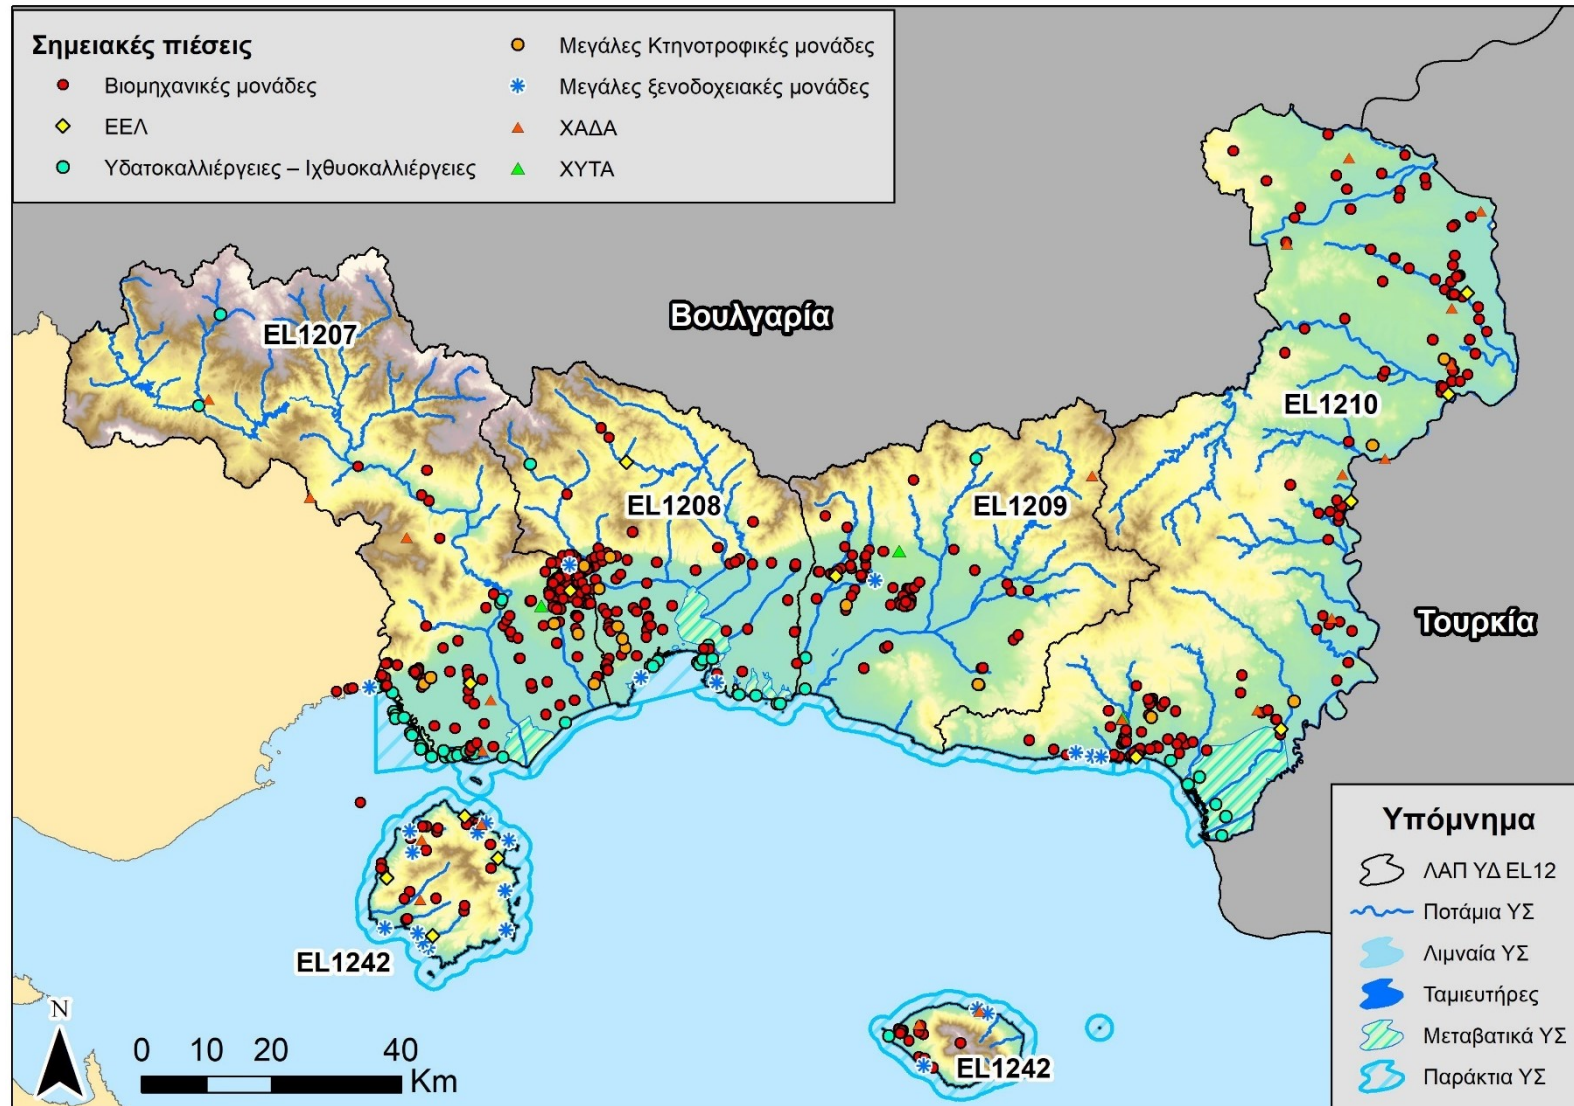 Σημειακές πιέσεις
Βιομηχανικές μονάδες
ΕΕΛ
Υδατοκαλλιέργειες – Ιχθυοκαλλιέργειες
Μεγάλες Κτηνοτροφικές μονάδες
Μεγάλες ξενοδοχειακές μονάδες
ΧΑΔΑ
ΧΥΤΑ
Βουλγαρία
EL1207
EL1210
EL1208
EL1209
Τουρκία
EL1242
EL1242
N
0 10 20 40
Km
Υπόμνημα
ΛΑΠ ΥΔ EL12
Ποτάμια ΥΣ
Λιμναία ΥΣ
Ταμιευτήρες
Μεταβατικά ΥΣ
Παράκτια ΥΣ